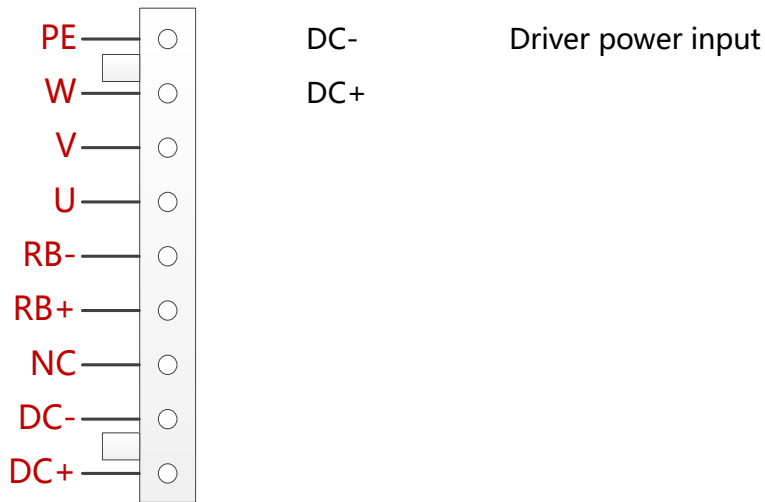 PE DC- Driver power input
W DC+
V
U
RB-
RB+
NC
DC-
DC+